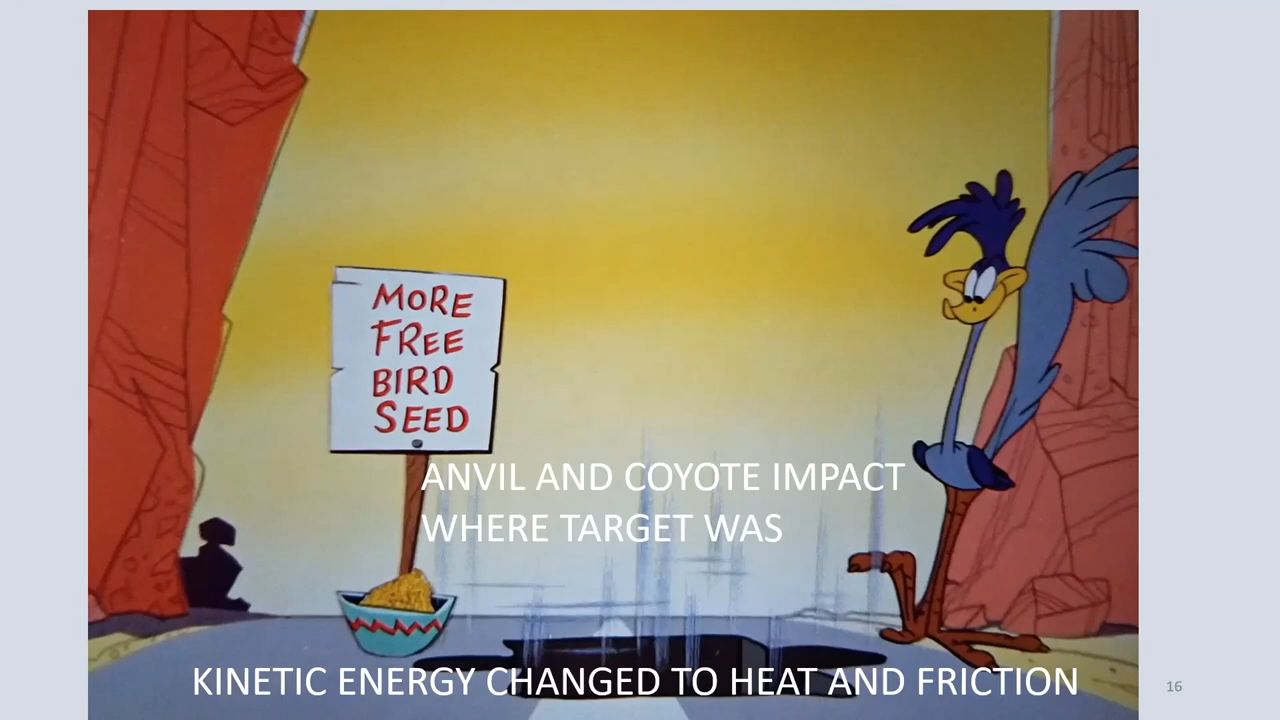 MORE
FREE
BIRD
SEED
ANVIL AND COYOTE IMPACT
WHERE TARGET WAS
KINETIC ENERGY CHANGED TO HEAT AND FRICTION
16